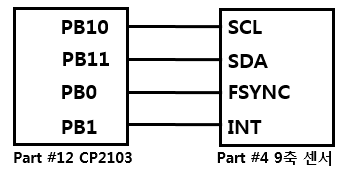 PB10 SCL
PB11 SDA
PB0 FSYNC
PB1 INT
Part #12 CP2103 Part #4 9축 센서